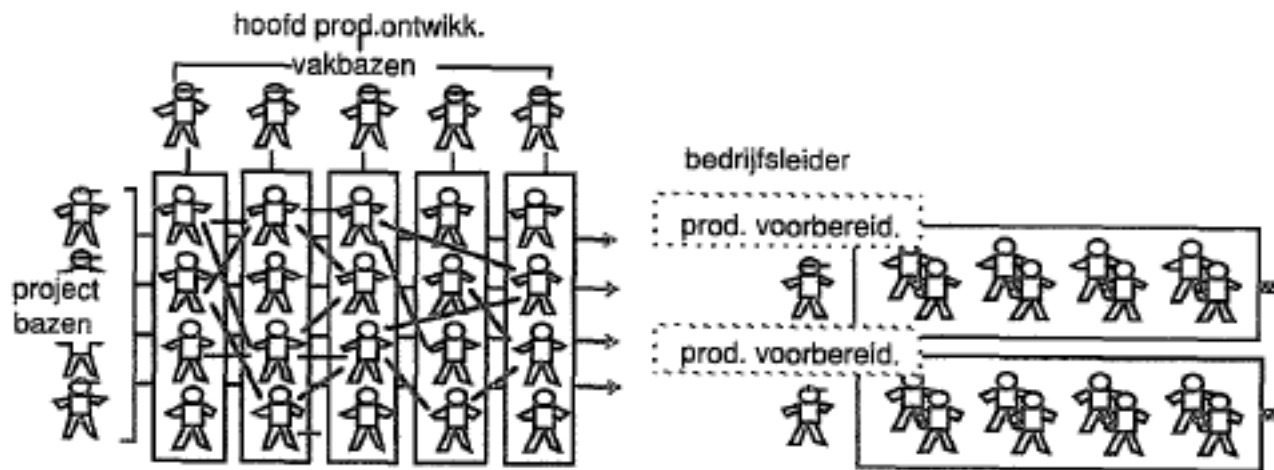 hoofd prod.ontwikk.
vakbazen
project
bazen
bedrijfsleider
prod. voorbereid.
prod. voorbereid.